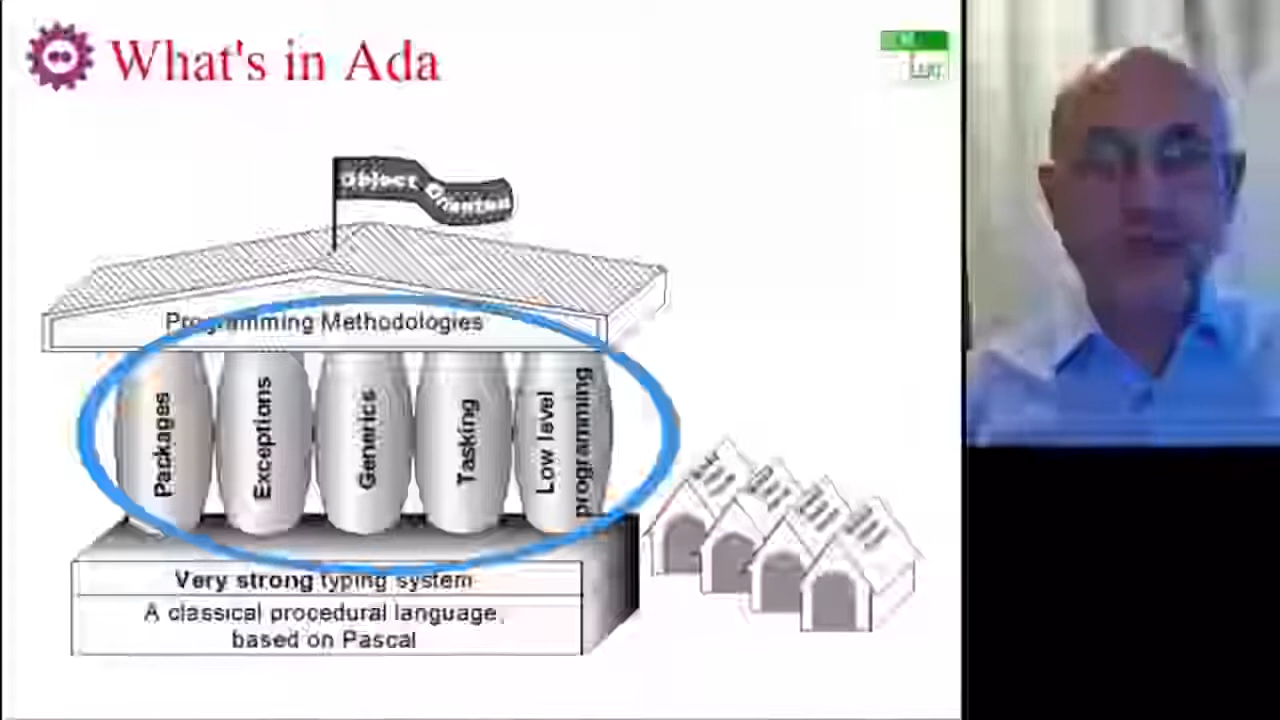 What's in Ada
Object Oriented
Programming Methodologies
Packages
Exceptions
Generics
Tasking
Low level
programming
Very strong typing system
A classical procedural language,
based on Pascal